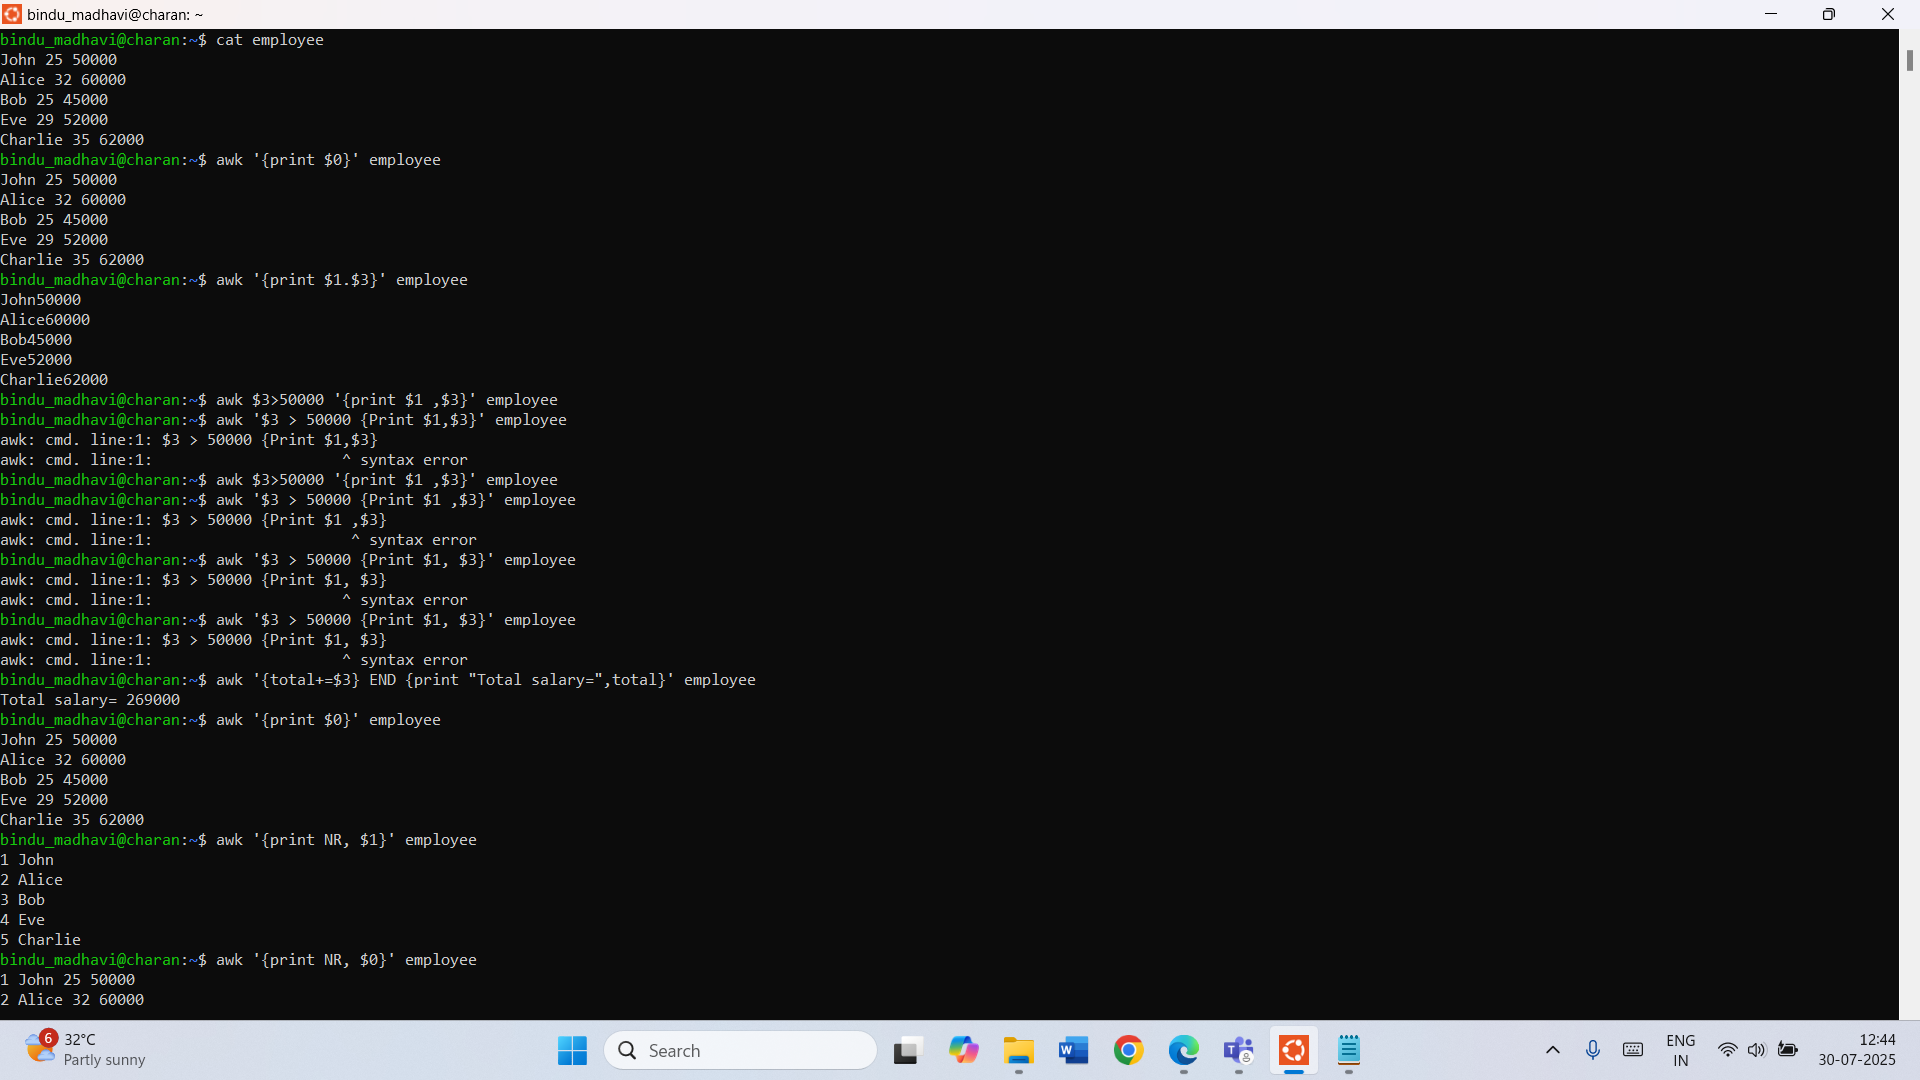 bindu_madhavi@charan: ~
bindu_madhavi@charan:~$ cat employee
John 25 50000
Alice 32 60000
Bob 25 45000
Eve 29 52000
Charlie 35 62000
bindu_madhavi@charan:~$ awk '{print $0}' employee
John 25 50000
Alice 32 60000
Bob 25 45000
Eve 29 52000
Charlie 35 62000
bindu_madhavi@charan:~$ awk '{print $1.$3}' employee
John50000
Alice60000
Bob45000
Eve52000
Charlie62000
bindu_madhavi@charan:~$ awk $3>50000 '{print $1 ,$3}' employee
bindu_madhavi@charan:~$ awk '$3 > 50000 {Print $1,$3}' employee
awk: cmd. line:1: $3 > 50000 {Print $1,$3}
awk: cmd. line:1:                     ^ syntax error
bindu_madhavi@charan:~$ awk $3>50000 '{print $1 ,$3}' employee
bindu_madhavi@charan:~$ awk '$3 > 50000 {Print $1 ,$3}' employee
awk: cmd. line:1: $3 > 50000 {Print $1 ,$3}
awk: cmd. line:1:                      ^ syntax error
bindu_madhavi@charan:~$ awk '$3 > 50000 {Print $1, $3}' employee
awk: cmd. line:1: $3 > 50000 {Print $1, $3}
awk: cmd. line:1:                     ^ syntax error
bindu_madhavi@charan:~$ awk '$3 > 50000 {Print $1, $3}' employee
awk: cmd. line:1: $3 > 50000 {Print $1, $3}
awk: cmd. line:1:                     ^ syntax error
bindu_madhavi@charan:~$ awk '{total+=$3} END {print "Total salary=",total}' employee
Total salary= 269000
bindu_madhavi@charan:~$ awk '{print $0}' employee
John 25 50000
Alice 32 60000
Bob 25 45000
Eve 29 52000
Charlie 35 62000
bindu_madhavi@charan:~$ awk '{print NR, $1}' employee
1 John
2 Alice
3 Bob
4 Eve
5 Charlie
bindu_madhavi@charan:~$ awk '{print NR, $0}' employee
1 John 25 50000
2 Alice 32 60000
6
32°C
Partly sunny
Search
W
T
ENG
IN
12:44
30-07-2025